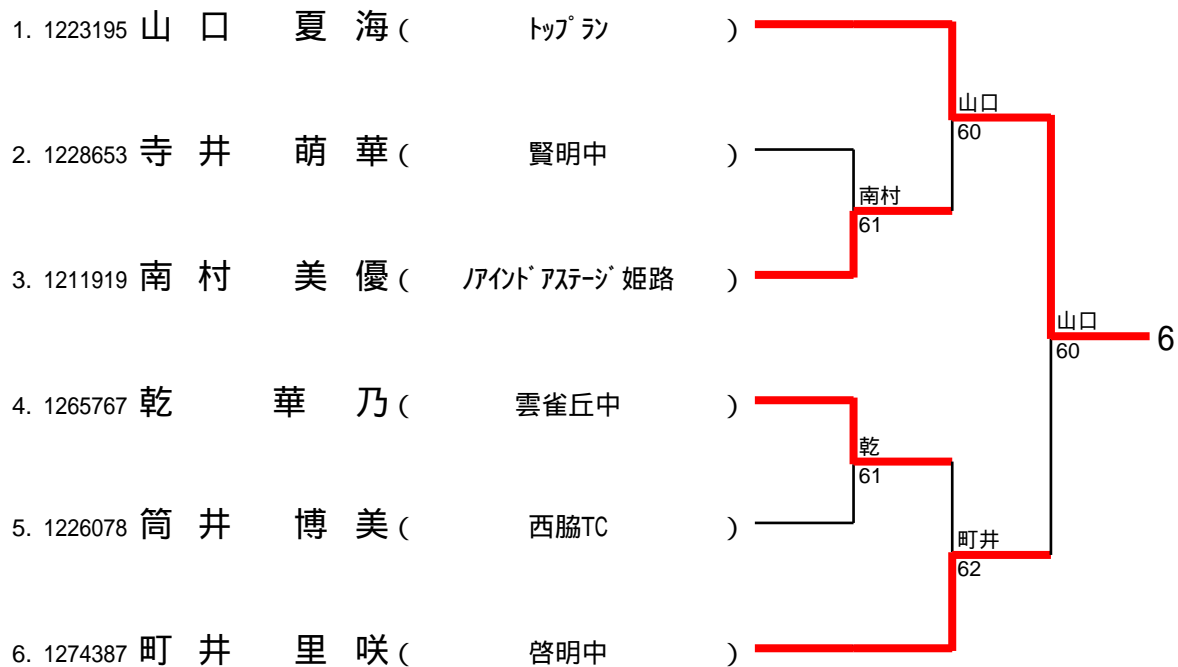 1. 1223195 山口 夏海 ( トップラン )
山口
60
2. 1228653 寺井 萌華 ( 賢明中 )
南村
61
3. 1211919 南村 美優 ( ノアインドアステージ姫路 )
山口
60
6
4. 1265767 乾 華乃 ( 雲雀丘中 )
乾
61
5. 1226078 筒井 博美 ( 西脇TC )
町井
62
6. 1274387 町井 里咲 ( 啓明中 )